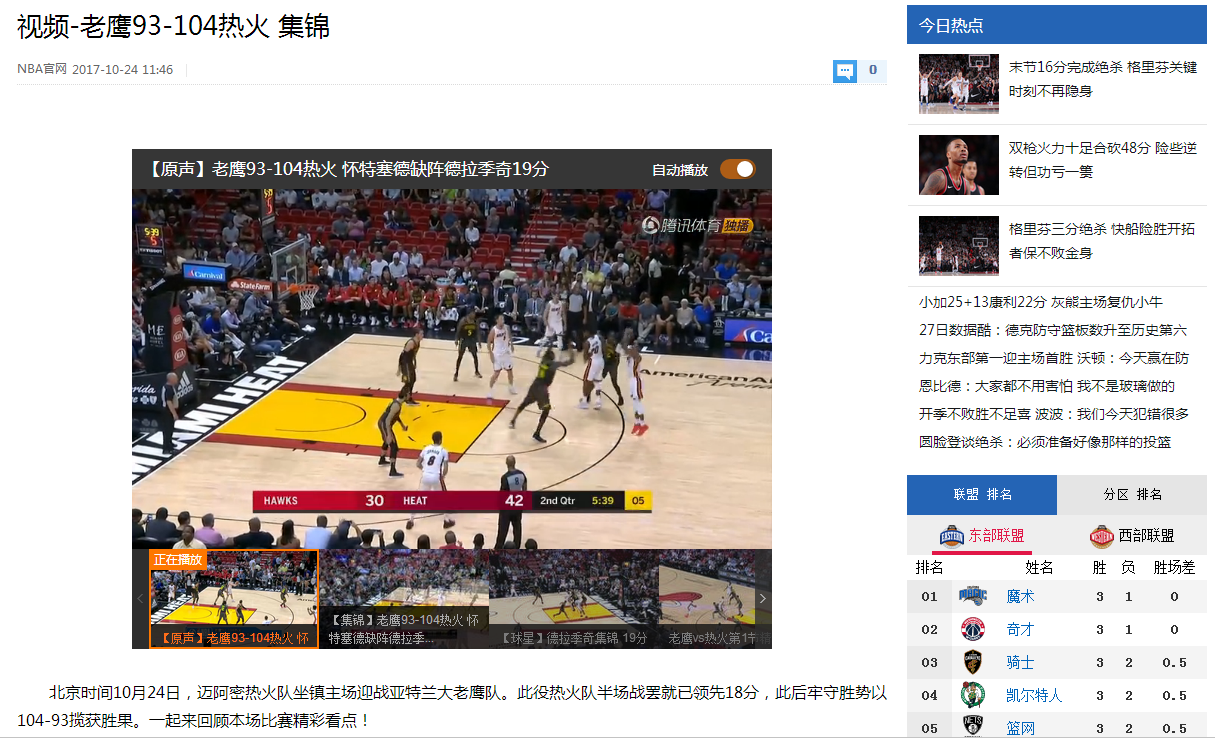 视频-老鹰93-104热火 集锦
NBA官网 2017-10-24 11:46
0
【原声】老鹰93-104热火 怀特塞德缺阵德拉季奇19分
自动播放
腾讯体育 独播
5:39
5
Carnival
StateFarm
KIA
KIA
adidas
MIAMI HEAT
8
HAWKS 30 HEAT 42 2nd Qtr 5:39 05
正在播放
【原声】老鹰93-104热火 怀
【集锦】老鹰93-104热火 怀
特塞德缺阵德拉季...
【球星】德拉季奇集锦 19分
老鹰vs热火第1节
北京时间10月24日，迈阿密热火队坐镇主场迎战亚特兰大老鹰队。此役热火队半场战罢就已领先18分，此后牢守胜势以
104-93揽获胜果。一起来回顾本场比赛精彩看点！
今日热点
末节16分完成绝杀 格里芬关键
时刻不再隐身
双枪火力十足合砍48分 险些逆
转但功亏一篑
格里芬三分绝杀 快船险胜开拓
者保不败金身
小加25+13康利22分 灰熊主场复仇小牛
27日数据酷：德克防守篮板数升至历史第六
力克东部第一迎主场首胜 沃顿：今天赢在防
恩比德：大家都不用害怕 我不是玻璃做的
开季不败胜不足喜 波波：我们今天犯错很多
圆脸登谈绝杀：必须准备好像那样的投篮
联盟 排名 分区 排名
东部联盟 西部联盟
排名 姓名 胜 负 胜场差
01 魔术 3 1 0
02 奇才 3 1 0
03 骑士 3 2 0.5
04 凯尔特人 3 2 0.5
05 篮网 3 2 0.5